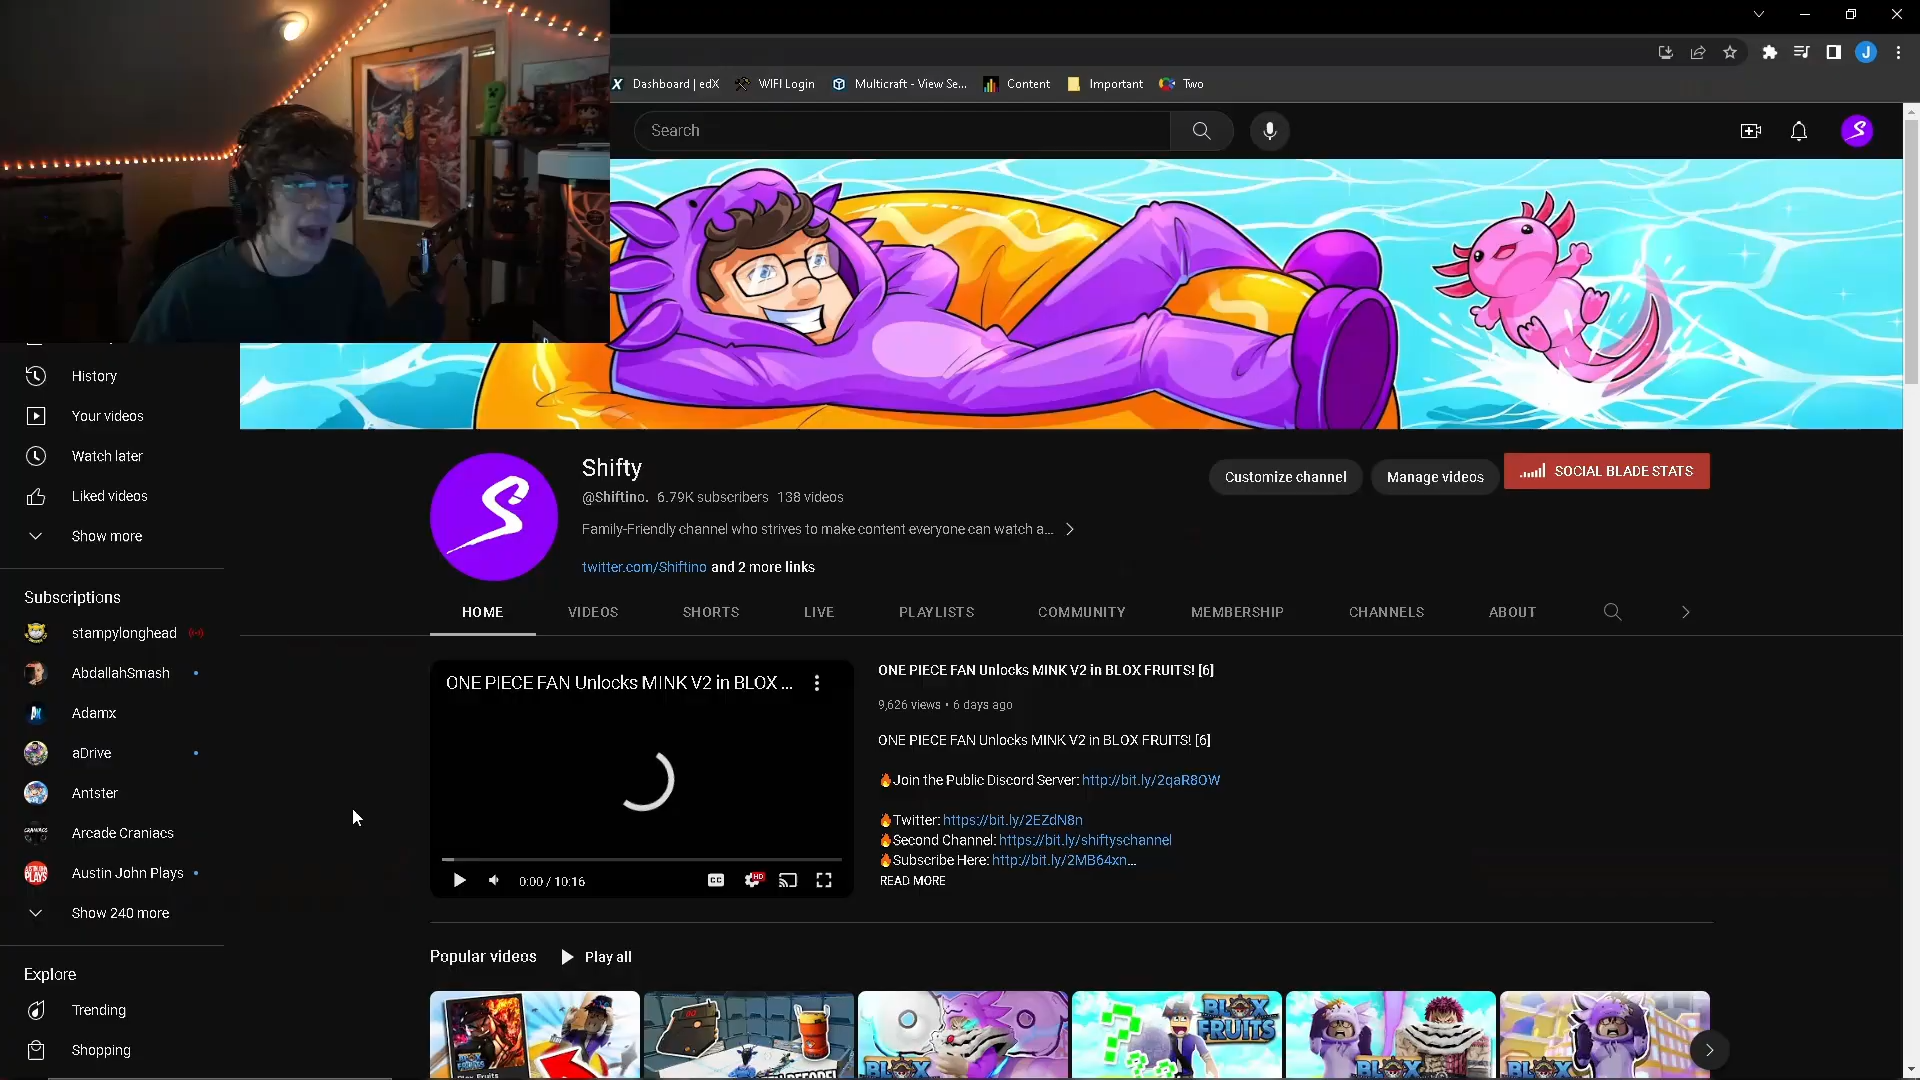 Dashboard | edX
WIFI Login
Multicraft - View Se...
Content
Important
Two
J
Search
History
Your videos
Watch later
Liked videos
Show more
Subscriptions
stampylonghead
AbdallahSmash
Adamx
aDrive
Antster
Arcade Craniacs
Austin John Plays
Show 240 more
Explore
Trending
Shopping
Shifty
@Shiftino. 6.79K subscribers 138 videos
Family-Friendly channel who strives to make content everyone can watch a...
twitter.com/Shiftino and 2 more links
Customize channel
Manage videos
SOCIAL BLADE STATS
HOME
VIDEOS
SHORTS
LIVE
PLAYLISTS
COMMUNITY
MEMBERSHIP
CHANNELS
ABOUT
ONE PIECE FAN Unlocks MINK V2 in BLOX ...
0:00 / 10:16
CC
HD
ONE PIECE FAN Unlocks MINK V2 in BLOX FRUITS! [6]
9,626 views • 6 days ago
ONE PIECE FAN Unlocks MINK V2 in BLOX FRUITS! [6]
🔥Join the Public Discord Server: http://bit.ly/2qaR8OW
🔥Twitter: https://bit.ly/2EZdN8n
🔥Second Channel: https://bit.ly/shiftyschannel
🔥Subscribe Here: http://bit.ly/2MB64xn...
READ MORE
Popular videos
Play all
BLOX
FRUITS